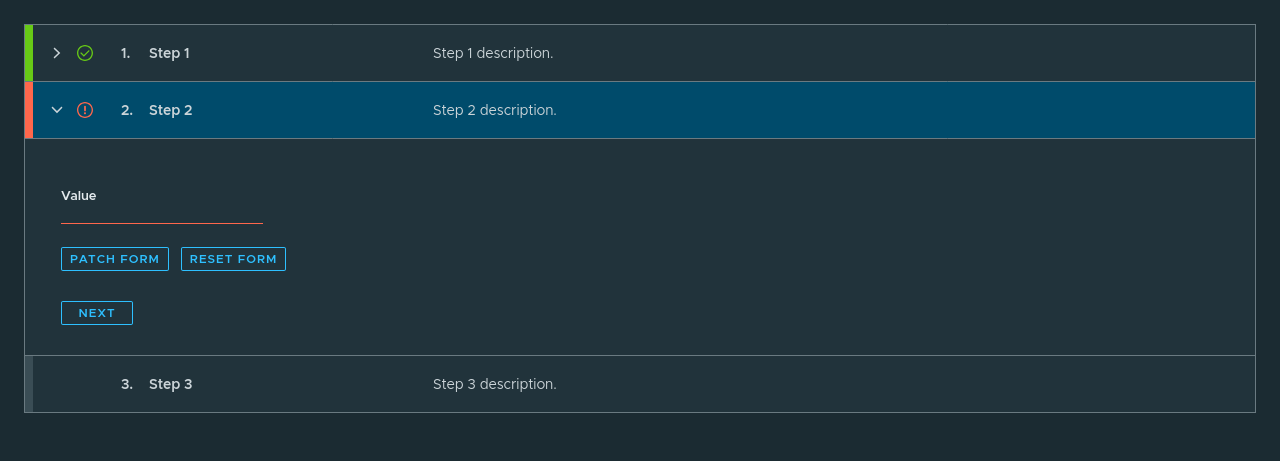 1. Step 1 Step 1 description.
2. Step 2 Step 2 description.
Value
PATCH FORM RESET FORM
NEXT
3. Step 3 Step 3 description.